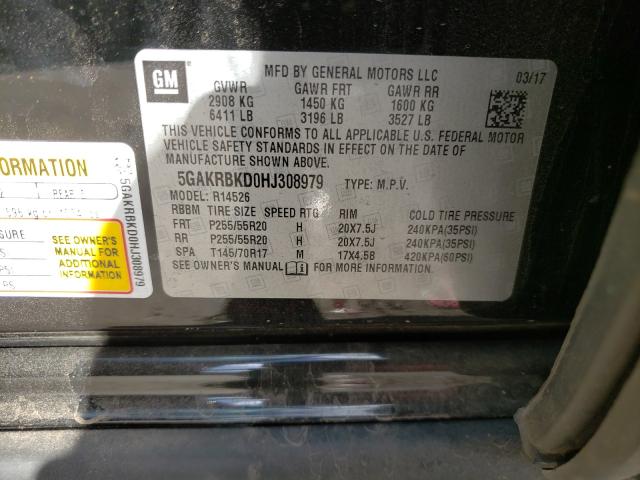 GM
MFD BY GENERAL MOTORS LLC 03/17
GVWR GAWR FRT GAWR RR
2908 KG 1450 KG 1600 KG
6411 LB 3196 LB 3527 LB
THIS VEHICLE CONFORMS TO ALL APPLICABLE U.S. FEDERAL MOTOR
VEHICLE SAFETY STANDARDS IN EFFECT ON THE DATE OF
MANUFACTURE SHOWN ABOVE.
5GAKRBKD0HJ308979 TYPE: M.P.V.
MODEL: R14526
RBBM TIRE SIZE SPEED RTG RIM COLD TIRE PRESSURE
FRT P255/55R20 H 20X7.5J 240KPA(35PSI)
RR P255/55R20 H 20X7.5J 240KPA(35PSI)
SPA T145/70R17 M 17X4.5B 420KPA(60PSI)
SEE OWNER'S MANUAL FOR MORE INFORMATION.
ORMATION
REAR
SURE
SEE OWNER'S
MANUAL FOR
ADDITIONAL
INFORMATION
5GAKRBKD0HJ308979